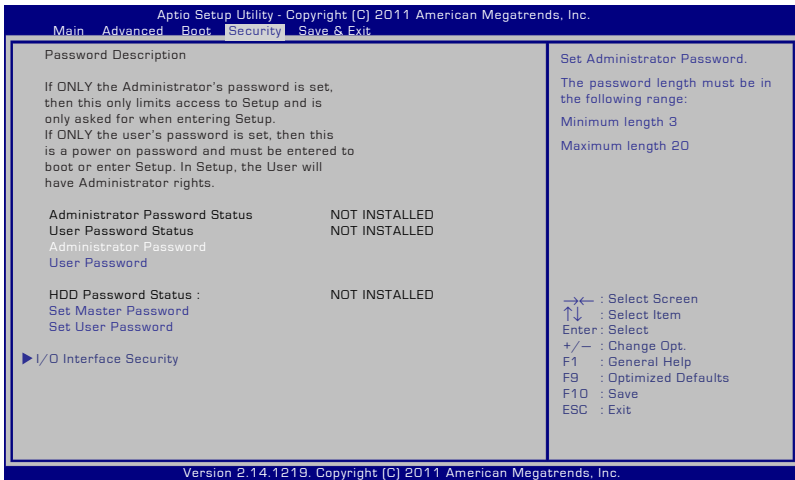 Aptio Setup Utility - Copyright (C) 2011 American Megatrends, Inc.
Main Advanced Boot Security Save & Exit
Password Description
If ONLY the Administrator's password is set,
then this only limits access to Setup and is
only asked for when entering Setup.
If ONLY the user's password is set, then this
is a power on password and must be entered to
boot or enter Setup. In Setup, the User will
have Administrator rights.
Administrator Password Status NOT INSTALLED
User Password Status NOT INSTALLED
Administrator Password
User Password
HDD Password Status : NOT INSTALLED
Set Master Password
Set User Password
▶ I/O Interface Security
Set Administrator Password.
The password length must be in
the following range:
Minimum length 3
Maximum length 20
→← : Select Screen
↑↓ : Select Item
Enter : Select
+/— : Change Opt.
F1 : General Help
F9 : Optimized Defaults
F10 : Save
ESC : Exit
Version 2.14.1219. Copyright (C) 2011 American Megatrends, Inc.